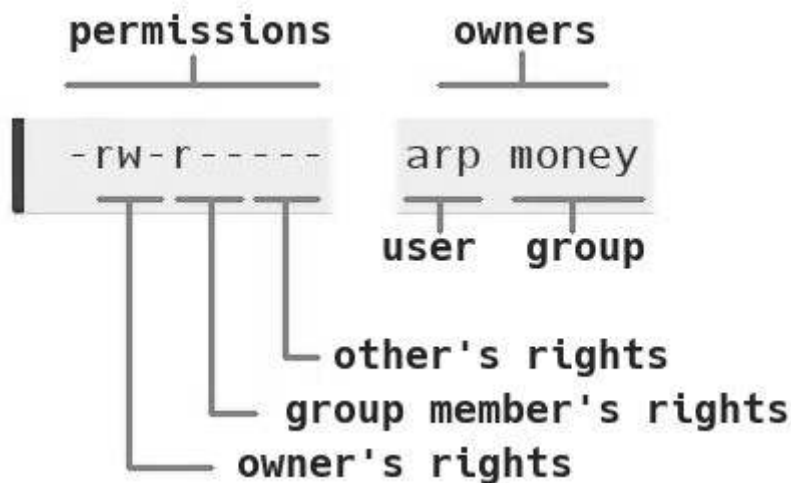 permissions owners
-rw-r----- arp money
user group
other's rights
group member's rights
owner's rights